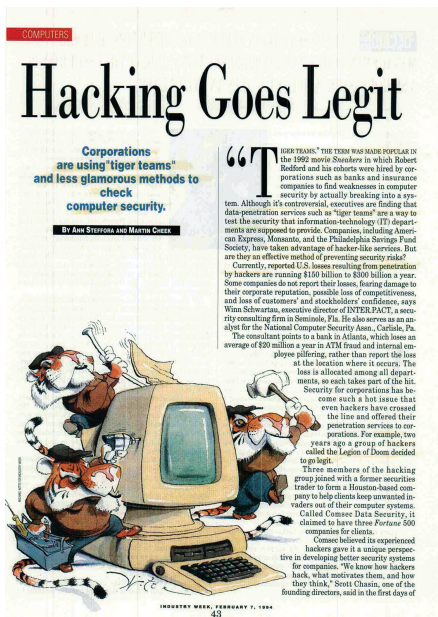 COMPUTERS
Hacking Goes Legit
Corporations
are using "tiger teams"
and less glamorous methods to
check
computer security.
BY ANN STEFFORA AND MARTIN CHEEK
“TIGER TEAMS.” THE TERM WAS MADE POPULAR IN
the 1992 movie Sneakers in which Robert
Redford and his cohorts were hired by cor-
porations such as banks and insurance
companies to find weaknesses in computer
security by actually breaking into a sys-
tem. Although it's controversial, executives are finding that
data-penetration services such as "tiger teams" are a way to
test the security that information-technology (IT) depart-
ments are supposed to provide. Companies, including Ameri-
can Express, Monsanto, and the Philadelphia Savings Fund
Society, have taken advantage of hacker-like services. But
are they an effective method of preventing security risks?
Currently, reported U.S. losses resulting from penetration
by hackers are running $150 billion to $300 billion a year.
Some companies do not report their losses, fearing damage to
their corporate reputation, possible loss of competitiveness,
and loss of customers' and stockholders' confidence, says
Winn Schwartau, executive director of INTER.PACT, a secu-
rity consulting firm in Seminole, Fla. He also serves as an an-
alyst for the National Computer Security Assn., Carlisle, Pa.
The consultant points to a bank in Atlanta, which loses an
average of $20 million a year in ATM fraud and internal em-
ployee pilfering, rather than report the loss
at the location where it occurs. The
loss is allocated among all depart-
ments, so each takes part of the hit.
Security for corporations has be-
come such a hot issue that
even hackers have crossed
the line and offered their
penetration services to cor-
porations. For example, two
years ago a group of hackers
called the Legion of Doom decided
to go legit.
Three members of the hacking
group joined with a former securities
trader to form a Houston-based com-
pany to help clients keep unwanted in-
vaders out of their computer systems.
Called Comsec Data Security, it
claimed to have three Fortune 500
companies for clients.
Comsec believed its experienced
hackers gave it a unique perspec-
tive in developing better security systems
for companies. "We know how hackers
hack, what motivates them, and how
they think," Scott Chasin, one of the
founding directors, said in the first days of
INDUSTRY WEEK, FEBRUARY 7, 1994
43